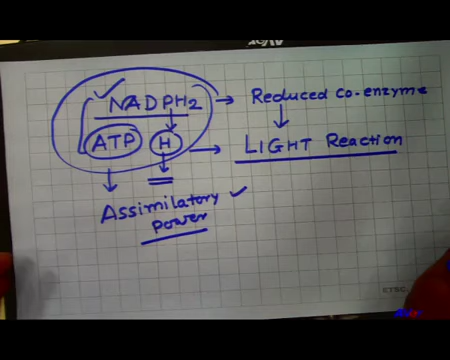 NADPH2 → Reduced co-enzyme
ATP H → LIGHT Reaction
Assimilatory ✓
power